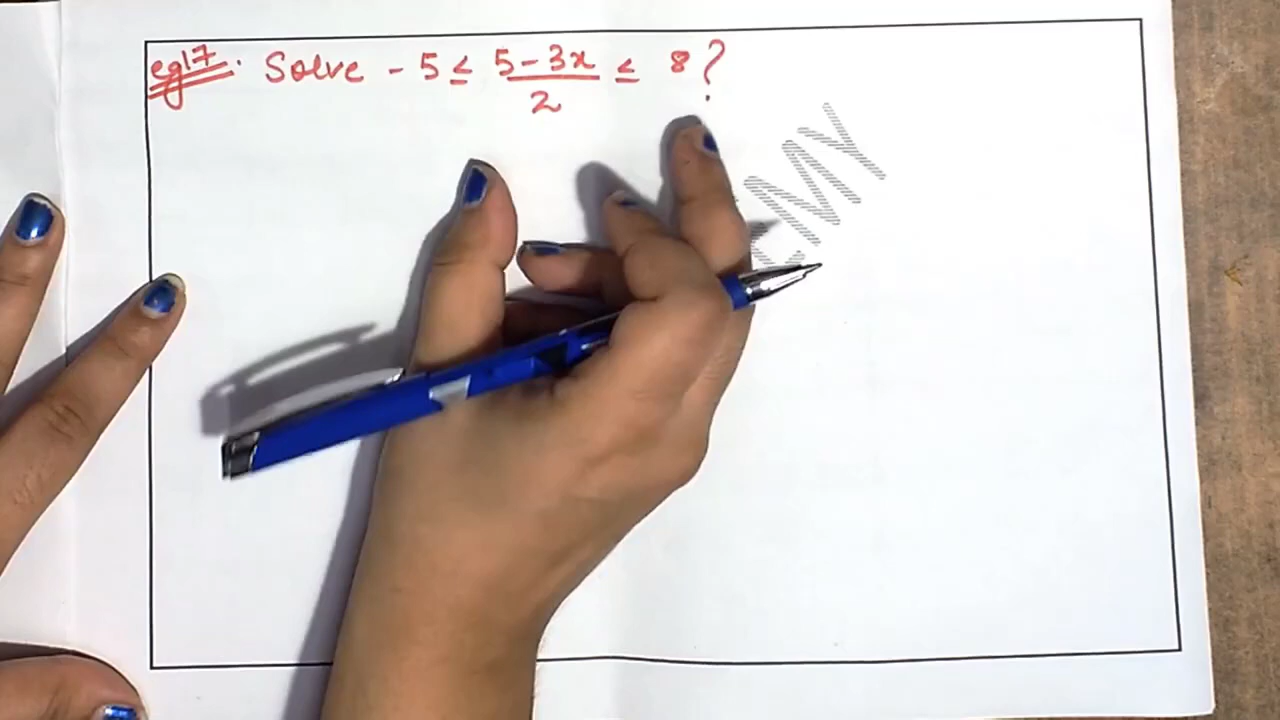 eg17. Solve -5 ≤ (5-3x)/2 ≤ 8?